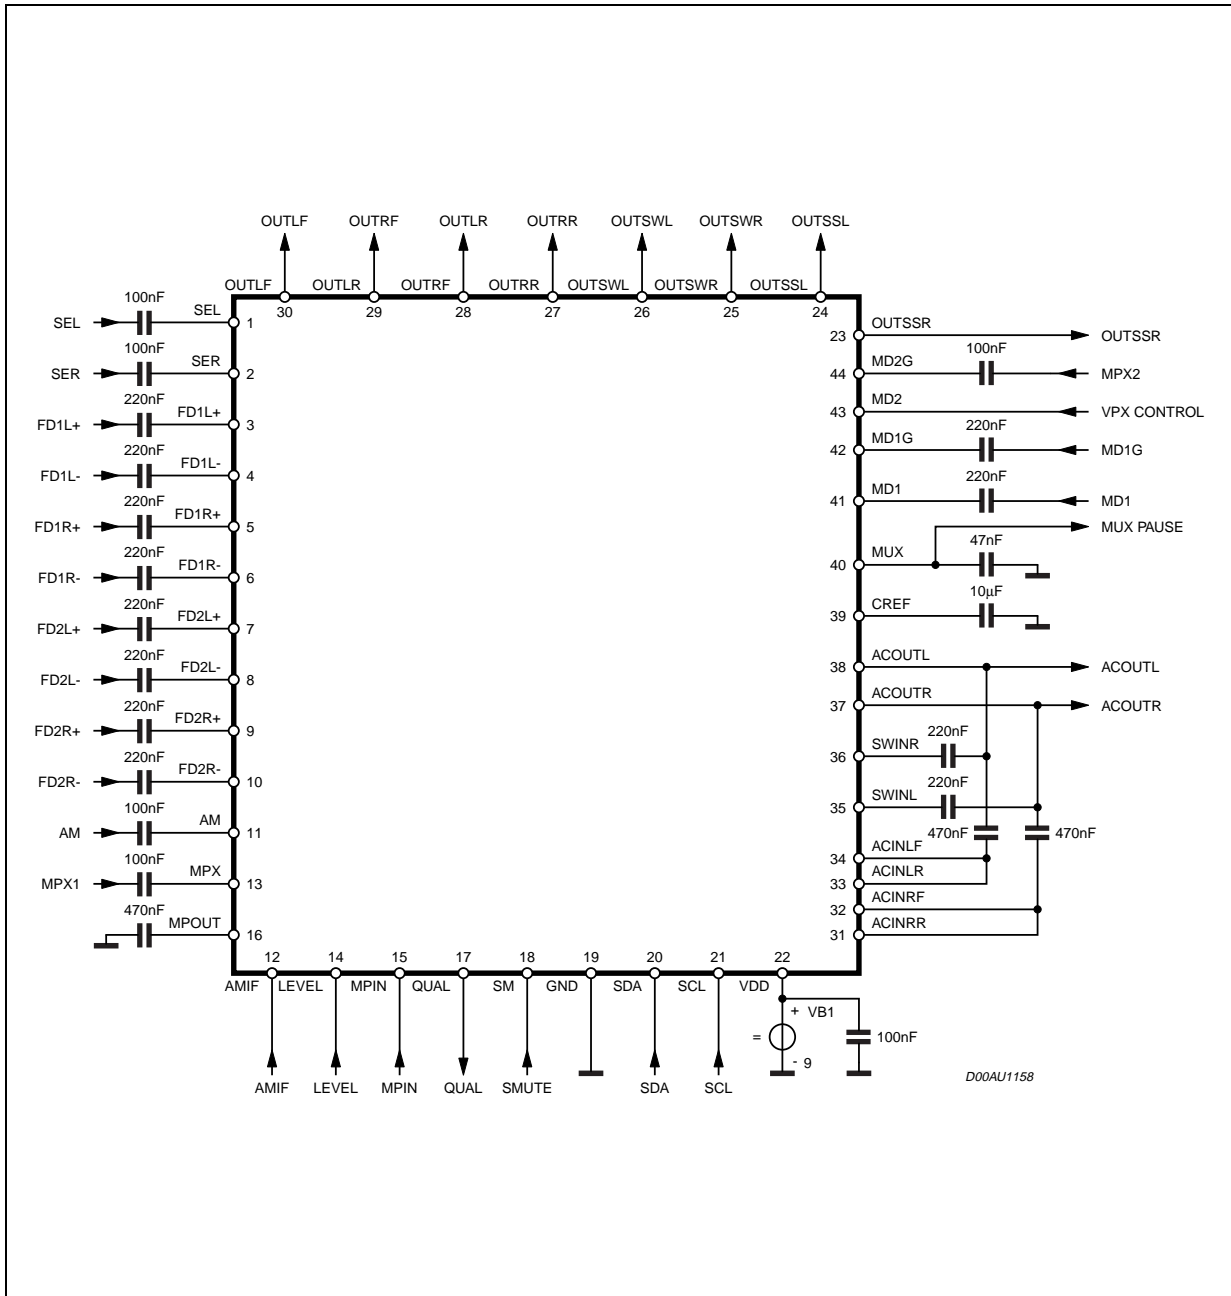 OUTLF OUTRF OUTLR OUTRR OUTSWL OUTSWR OUTSSL
OUTLF OUTLR OUTRF OUTRR OUTSWL OUTSWR OUTSSL
30 29 28 27 26 25 24
100nF
SEL SEL 1
100nF
SER SER 2
220nF
FD1L+ FD1L+ 3
220nF
FD1L- FD1L- 4
220nF
FD1R+ FD1R+ 5
220nF
FD1R- FD1R- 6
220nF
FD2L+ FD2L+ 7
220nF
FD2L- FD2L- 8
220nF
FD2R+ FD2R+ 9
220nF
FD2R- FD2R- 10
100nF
AM AM 11
100nF
MPX1 MPX 13
470nF
MPOUT 16
23 OUTSSR OUTSSR
100nF
44 MD2G MPX2
43 MD2 VPX CONTROL
220nF
42 MD1G MD1G
220nF
41 MD1 MD1
MUX PAUSE
47nF
40 MUX
10µF
39 CREF
38 ACOUTL ACOUTL
37 ACOUTR ACOUTR
220nF
36 SWINR
220nF
35 SWINL
470nF 470nF
34 ACINLF
33 ACINLR
32 ACINRF
31 ACINRR
12 14 15 17 18 19 20 21 22
AMIF LEVEL MPIN QUAL SM GND SDA SCL VDD
+ VB1
= 100nF
- 9
AMIF LEVEL MPIN QUAL SMUTE SDA SCL
D00AU1158